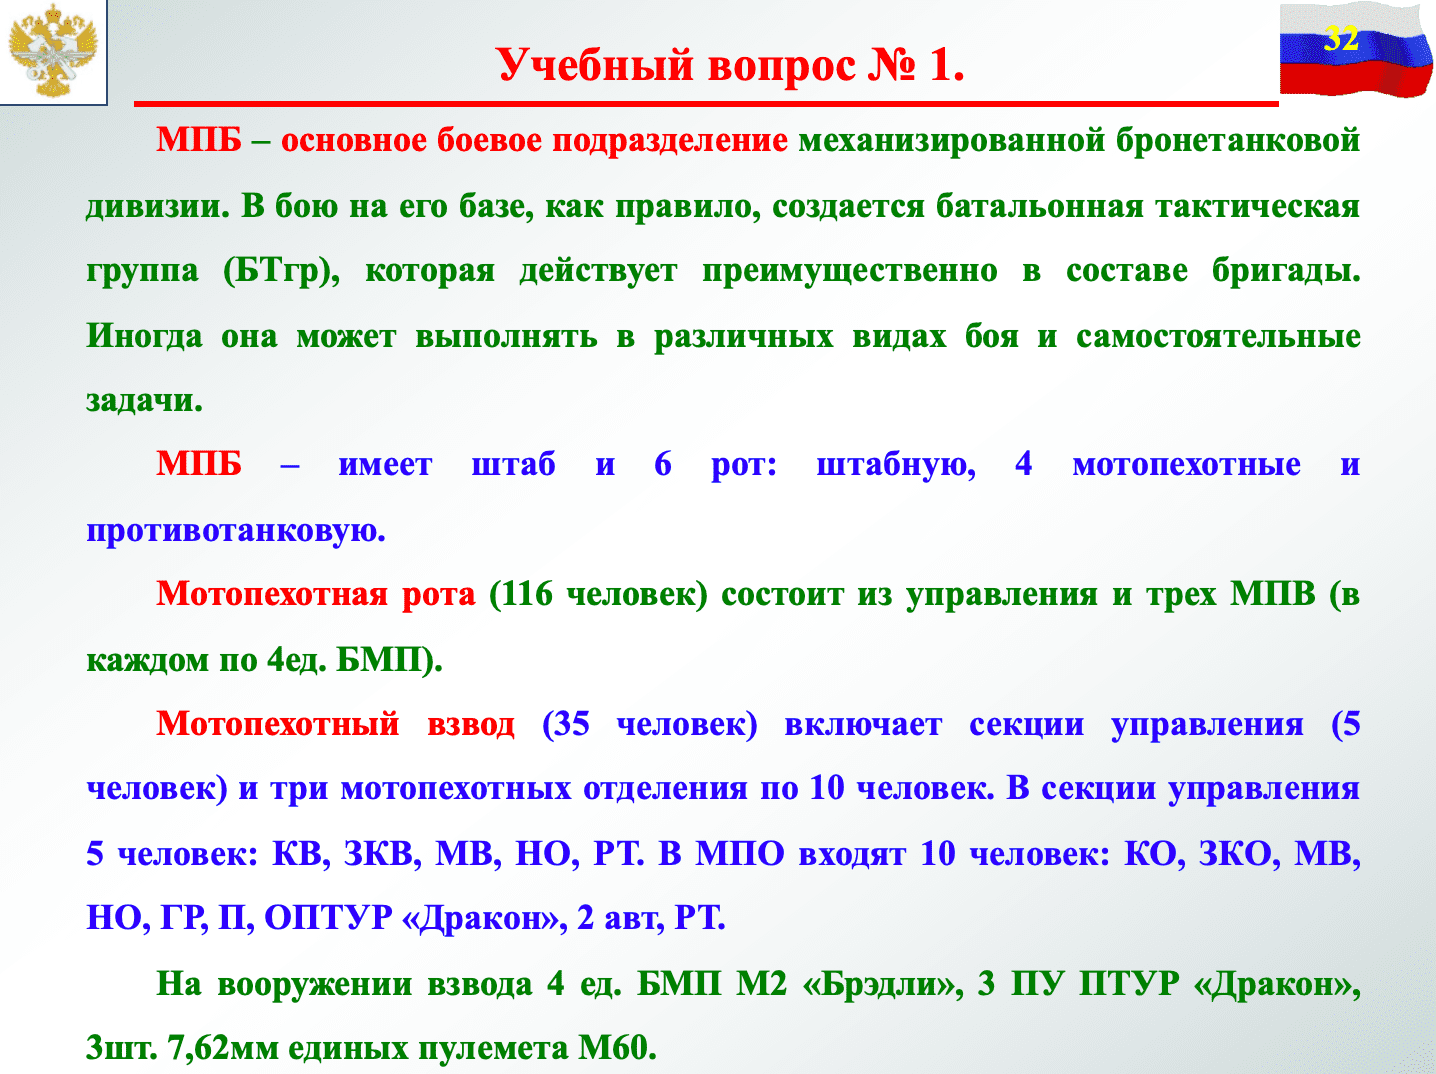 32
Учебный вопрос № 1.
МПБ – основное боевое подразделение механизированной бронетанковой
дивизии. В бою на его базе, как правило, создается батальонная тактическая
группа (БТгр), которая действует преимущественно в составе бригады.
Иногда она может выполнять в различных видах боя и самостоятельные
задачи.
МПБ – имеет штаб и 6 рот: штабную, 4 мотопехотные и
противотанковую.
Мотопехотная рота (116 человек) состоит из управления и трех МПВ (в
каждом по 4ед. БМП).
Мотопехотный взвод (35 человек) включает секции управления (5
человек) и три мотопехотных отделения по 10 человек. В секции управления
5 человек: КВ, ЗКВ, МВ, НО, РТ. В МПО входят 10 человек: КО, ЗКО, МВ,
НО, ГР, П, ОПТУР «Дракон», 2 авт, РТ.
На вооружении взвода 4 ед. БМП М2 «Брэдли», 3 ПУ ПТУР «Дракон»,
3шт. 7,62мм единых пулемета М60.